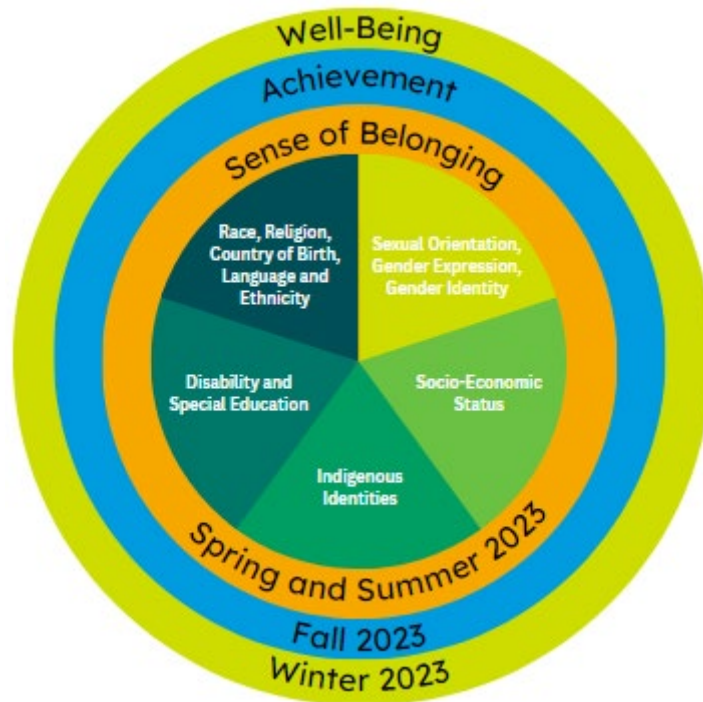 Well-Being
Achievement
Sense of Belonging
Race, Religion,
Country of Birth,
Language and
Ethnicity
Sexual Orientation,
Gender Expression,
Gender Identity
Disability and
Special Education
Socio-Economic
Status
Indigenous
Identities
Spring and Summer 2023
Fall 2023
Winter 2023